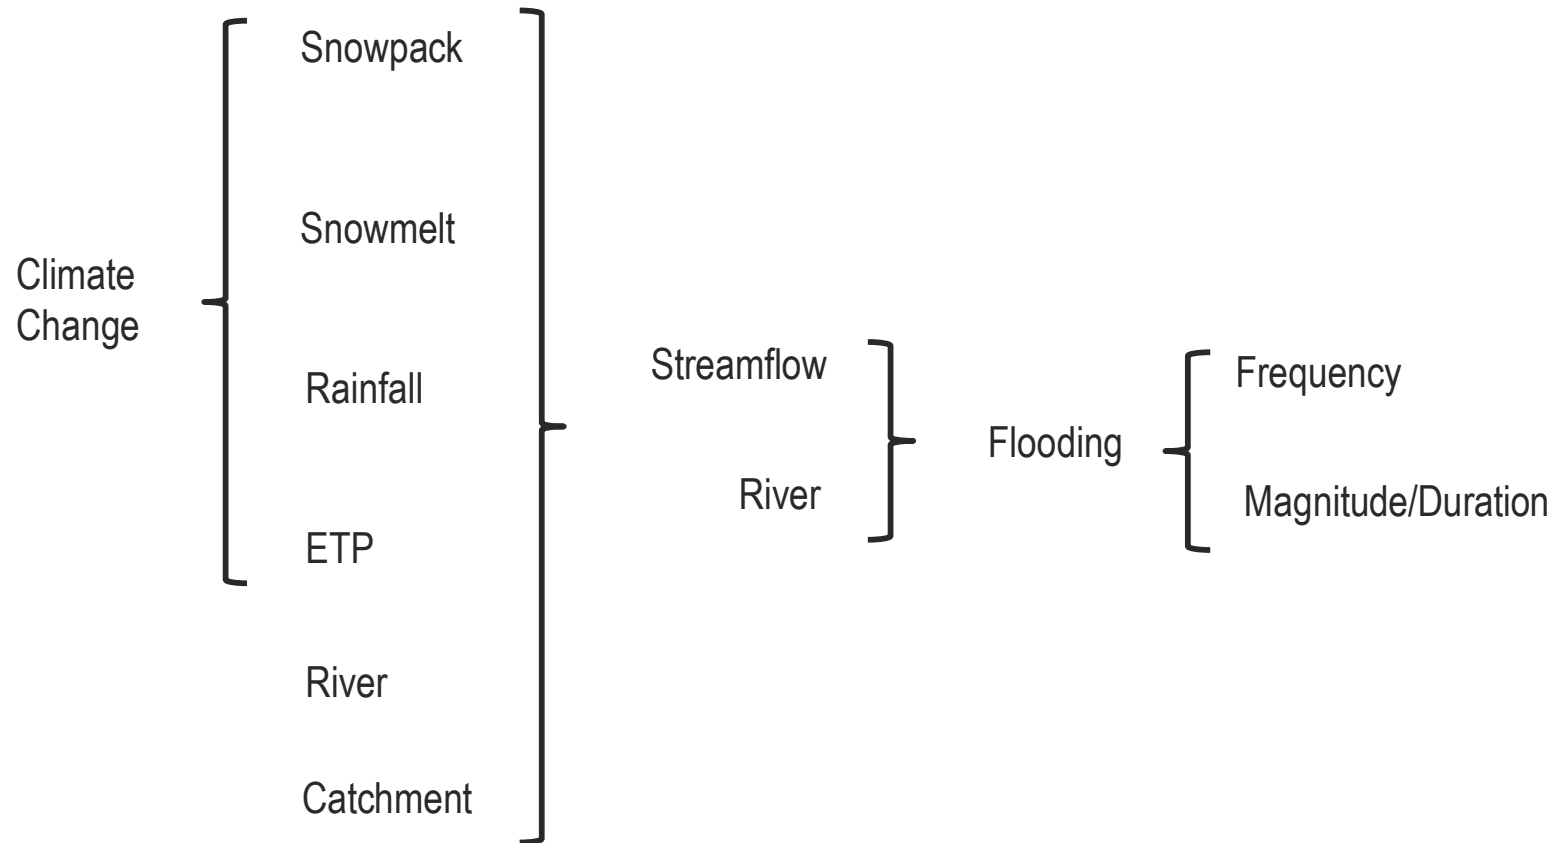 Snowpack
Snowmelt
Climate
Change
Rainfall
ETP
River
Catchment
Streamflow
River
Flooding
Frequency
Magnitude/Duration